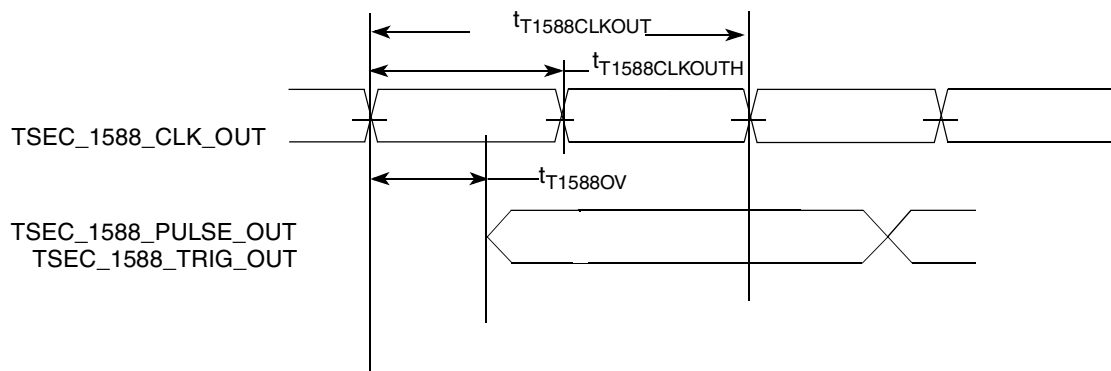 tT1588CLKOUT
tT1588CLKOUTH
TSEC_1588_CLK_OUT
tT1588OV
TSEC_1588_PULSE_OUT
TSEC_1588_TRIG_OUT